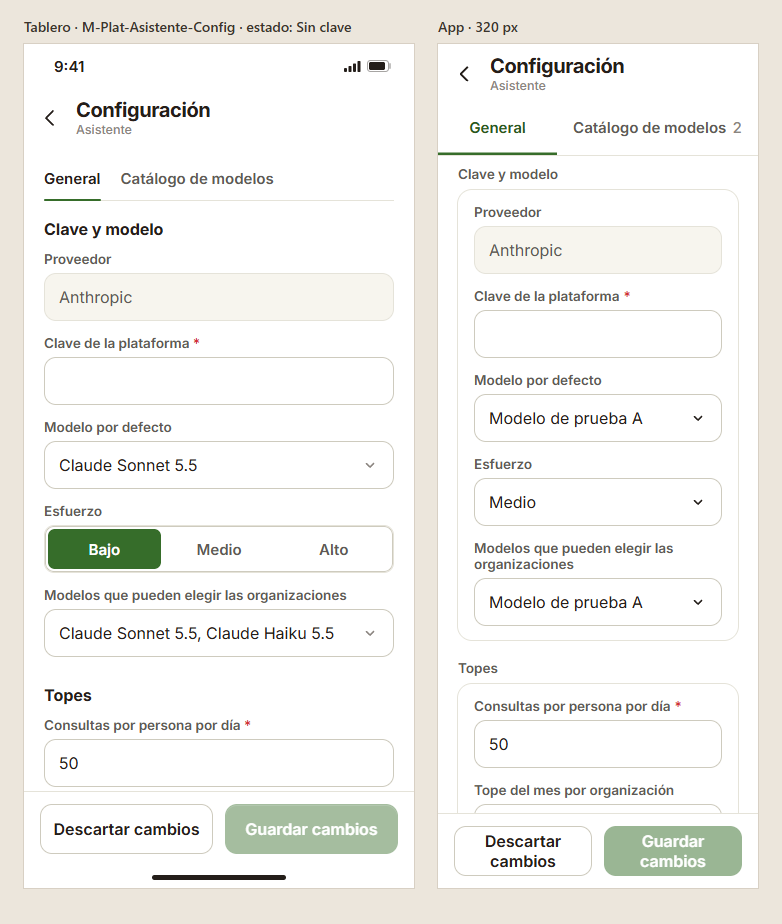 Tablero · M-Plat-Asistente-Config · estado: Sin clave
9:41
Configuración
Asistente
General
Catálogo de modelos
Clave y modelo
Proveedor
Anthropic
Clave de la plataforma *
Modelo por defecto
Claude Sonnet 5.5
Esfuerzo
Bajo
Medio
Alto
Modelos que pueden elegir las organizaciones
Claude Sonnet 5.5, Claude Haiku 5.5
Topes
Consultas por persona por día *
50
Descartar cambios
Guardar cambios
App · 320 px
Configuración
Asistente
General
Catálogo de modelos 2
Clave y modelo
Proveedor
Anthropic
Clave de la plataforma *
Modelo por defecto
Modelo de prueba A
Esfuerzo
Medio
Modelos que pueden elegir las
organizaciones
Modelo de prueba A
Topes
Consultas por persona por día *
50
Tope del mes por organización
Descartar
cambios
Guardar
cambios